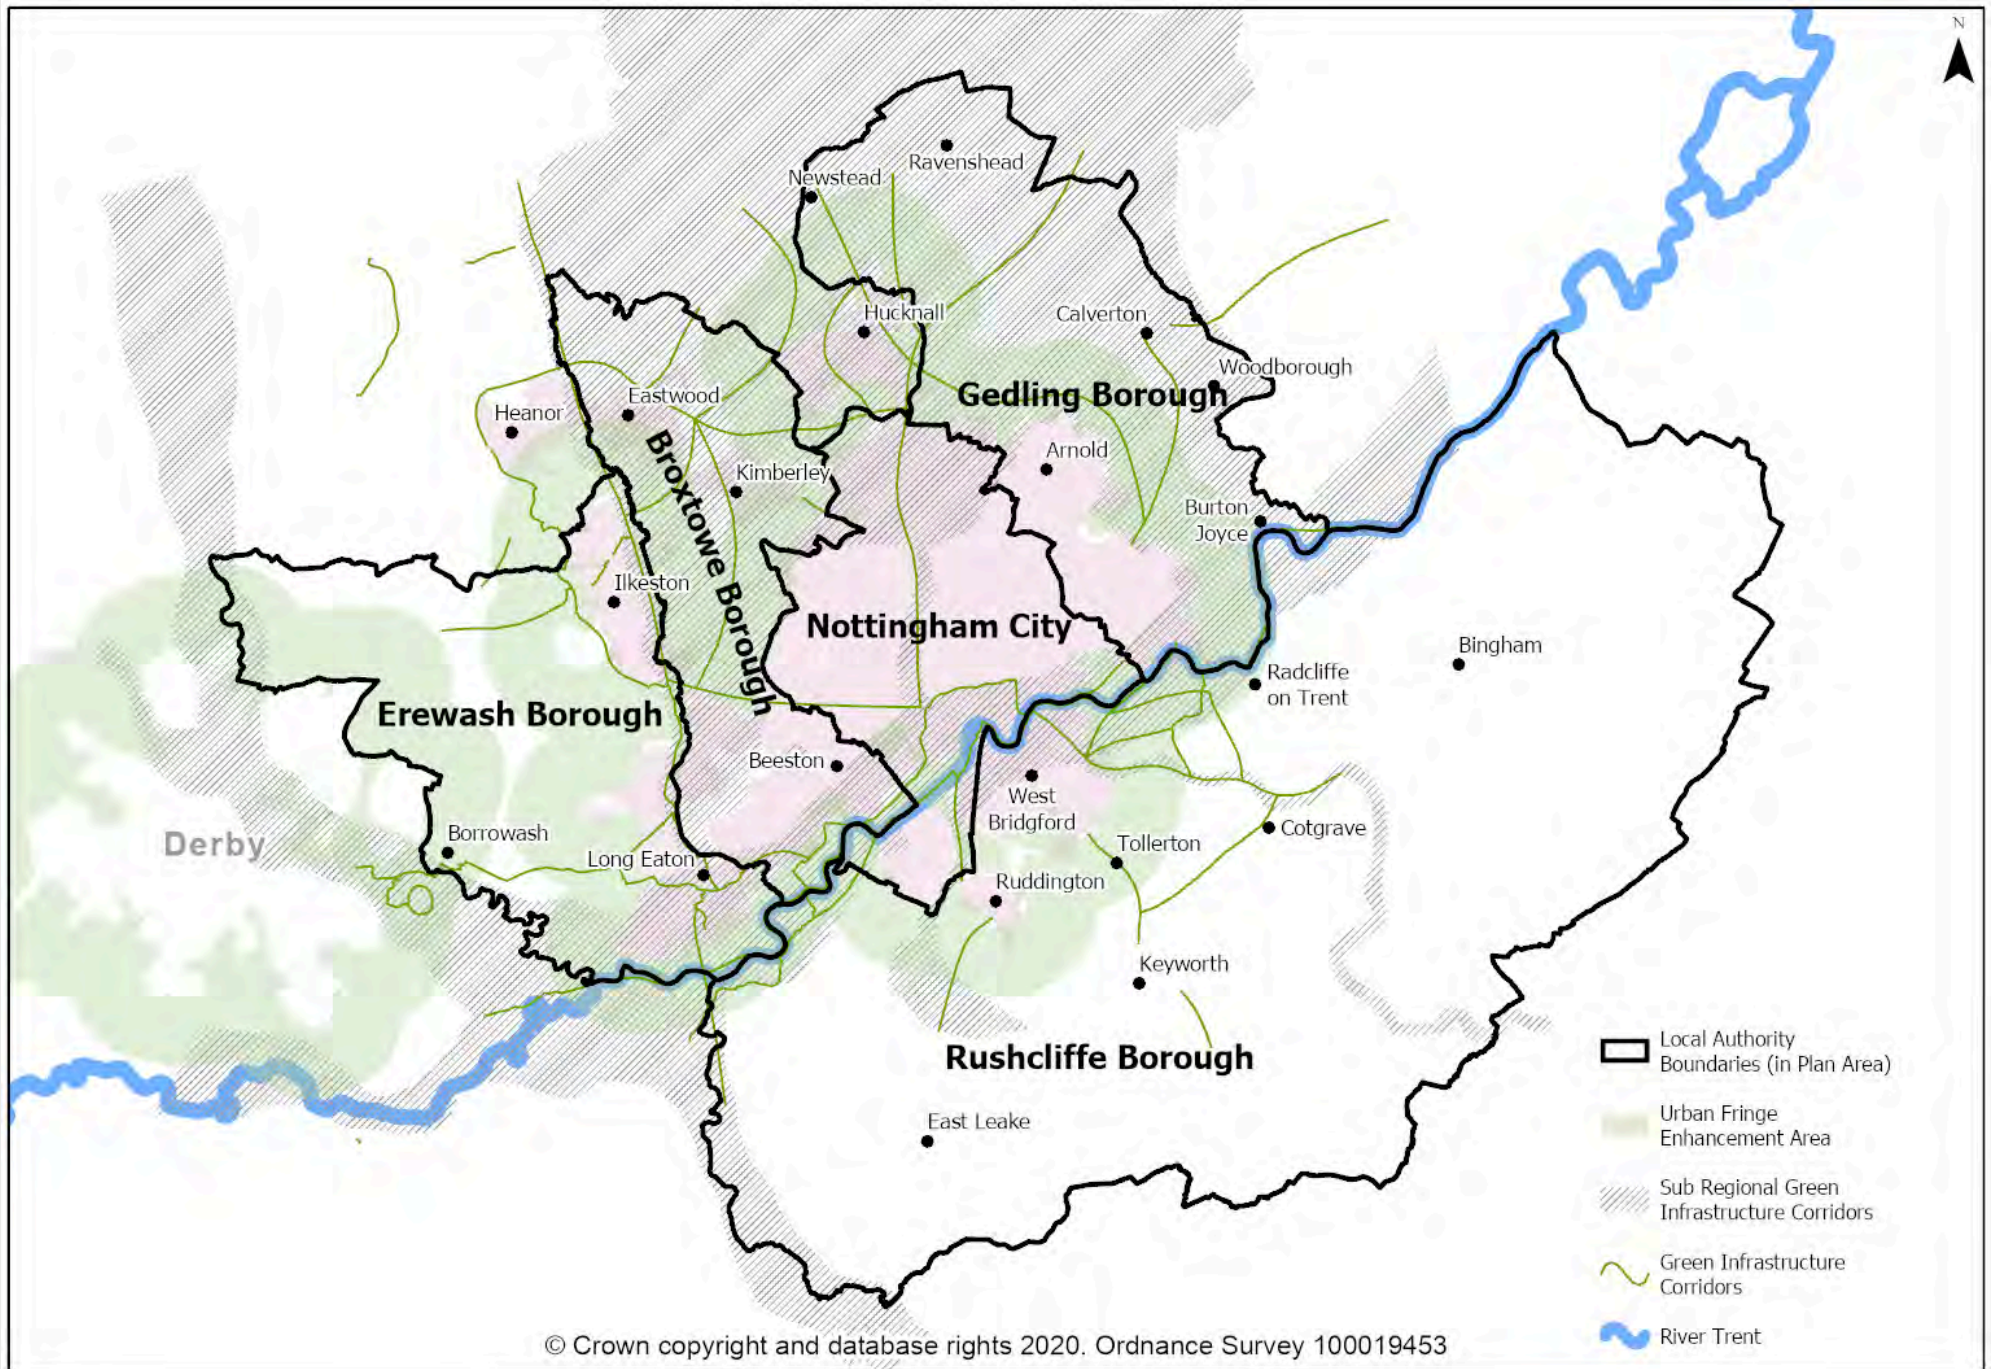 N
Ravenshead
Newstead
Hucknall
Calverton
Woodborough
Gedling Borough
Eastwood
Heanor
Arnold
Kimberley
Broxtowe Borough
Burton
Joyce
Ilkeston
Nottingham City
Bingham
Radcliffe
on Trent
Erewash Borough
Beeston
West
Bridgford
Cotgrave
Tollerton
Derby
Borrowash
Long Eaton
Ruddington
Keyworth
Rushcliffe Borough
East Leake
Local Authority
Boundaries (in Plan Area)
Urban Fringe
Enhancement Area
Sub Regional Green
Infrastructure Corridors
Green Infrastructure
Corridors
River Trent
© Crown copyright and database rights 2020. Ordnance Survey 100019453